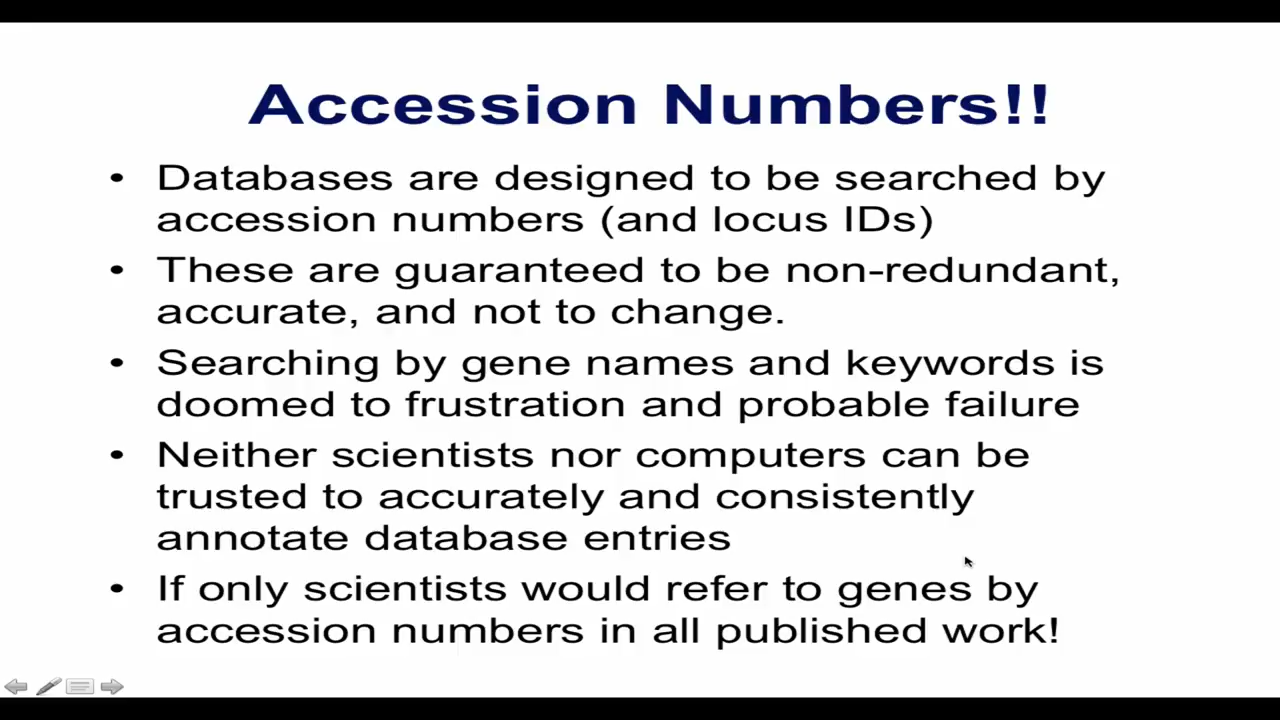 Accession Numbers!!
• Databases are designed to be searched by
accession numbers (and locus IDs)
• These are guaranteed to be non-redundant,
accurate, and not to change.
• Searching by gene names and keywords is
doomed to frustration and probable failure
• Neither scientists nor computers can be
trusted to accurately and consistently
annotate database entries
• If only scientists would refer to genes by
accession numbers in all published work!